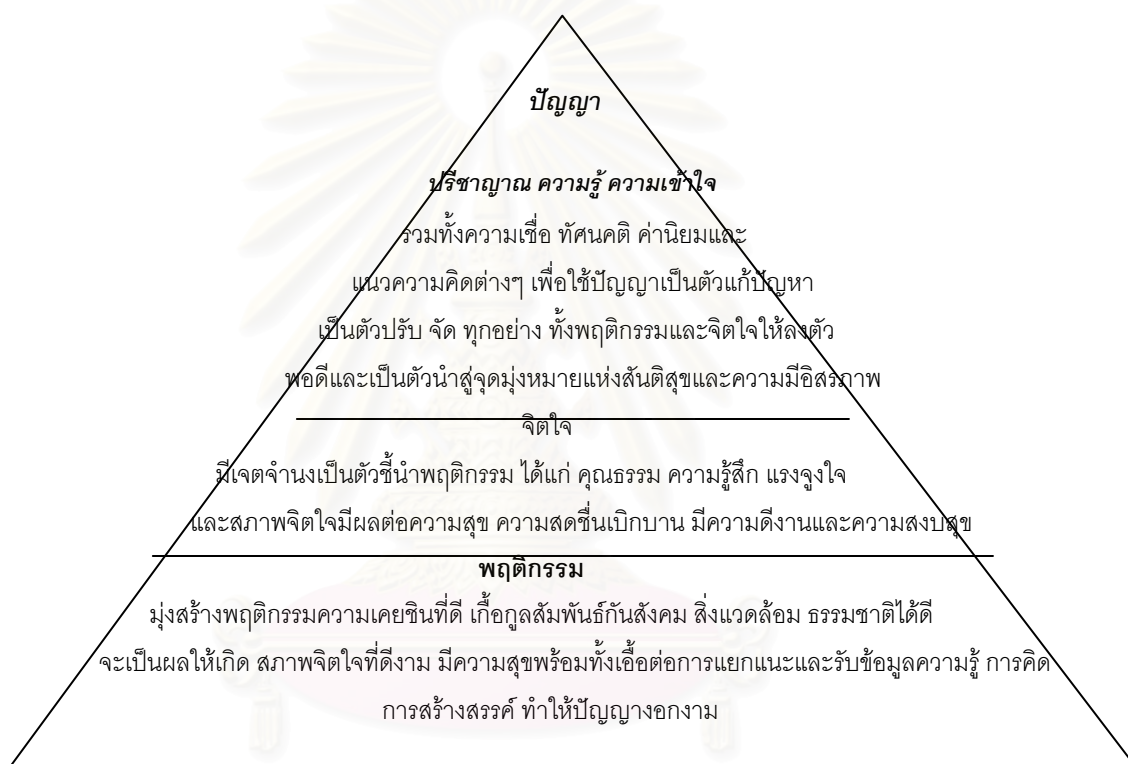 ปัญญา
ปรีชาญาณ ความรู้ ความเข้าใจ
รวมทั้งความเชื่อ ทัศนคติ ค่านิยมและ
แนวความคิดต่างๆ เพื่อใช้ปัญญาเป็นตัวแก้ปัญหา
เป็นตัวปรับ จัด ทุกอย่าง ทั้งพฤติกรรมและจิตใจให้ลงตัว
พอดีและเป็นตัวนำสู่จุดมุ่งหมายแห่งสันติสุขและความมีอิสรภาพ
จิตใจ
มีเจตจำนงเป็นตัวชี้นำพฤติกรรม ได้แก่ คุณธรรม ความรู้สึก แรงจูงใจ
และสภาพจิตใจมีผลต่อความสุข ความสดชื่นเบิกบาน มีความดีงานและความสงบสุข
พฤติกรรม
มุ่งสร้างพฤติกรรมความเคยชินที่ดี เกื้อกูลสัมพันธ์กันสังคม สิ่งแวดล้อม ธรรมชาติได้ดี
จะเป็นผลให้เกิด สภาพจิตใจที่ดีงาม มีความสุขพร้อมทั้งเอื้อต่อการแยกแนะและรับข้อมูลความรู้ การคิด
การสร้างสรรค์ ทำให้ปัญญางอกงาม